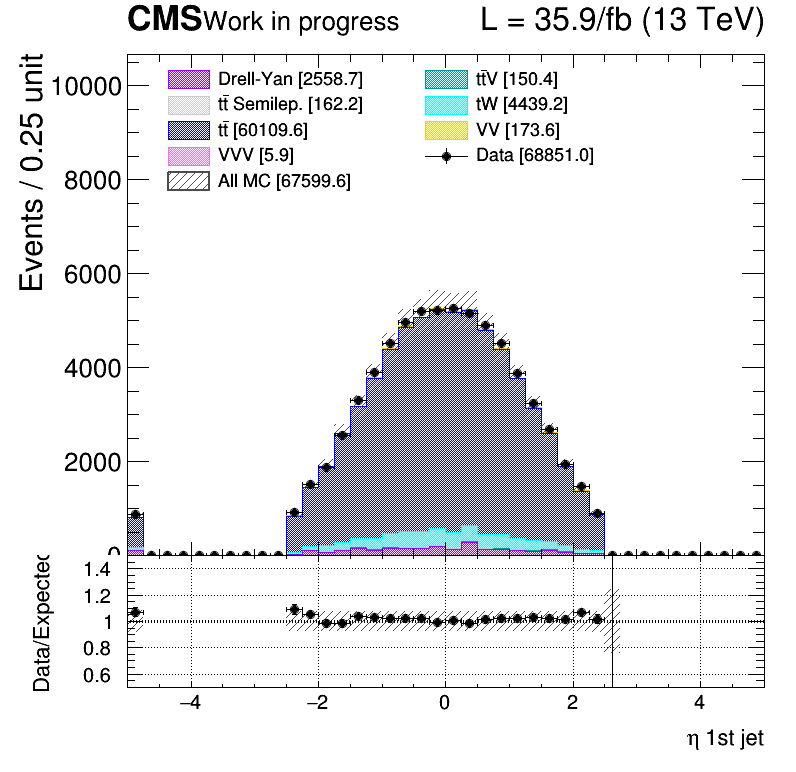 CMS Work in progress L = 35.9/fb (13 TeV)
Events / 0.25 unit
10000
8000
6000
4000
2000
0
Drell-Yan [2558.7]
tt̄ Semilep. [162.2]
tt̄ [60109.6]
VVV [5.9]
All MC [67599.6]
tt̄V [150.4]
tW [4439.2]
VV [173.6]
Data [68851.0]
Data/Expected
1.4
1.2
1
0.8
0.6
−4 −2 0 2 4
η 1st jet